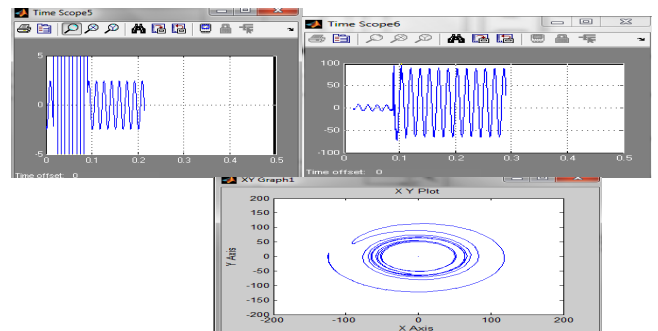 Time Scope5
5
0
-5
0 0.1 0.2 0.3 0.4 0.5
Time offset: 0
Time Scope6
100
50
0
-50
-100
0 0.1 0.2 0.3 0.4 0.5
Time offset: 0
XY Graph1
X Y Plot
200
150
100
50
0
-50
-100
-150
-200
Y Axis
-200 -100 0 100 200
X Axis